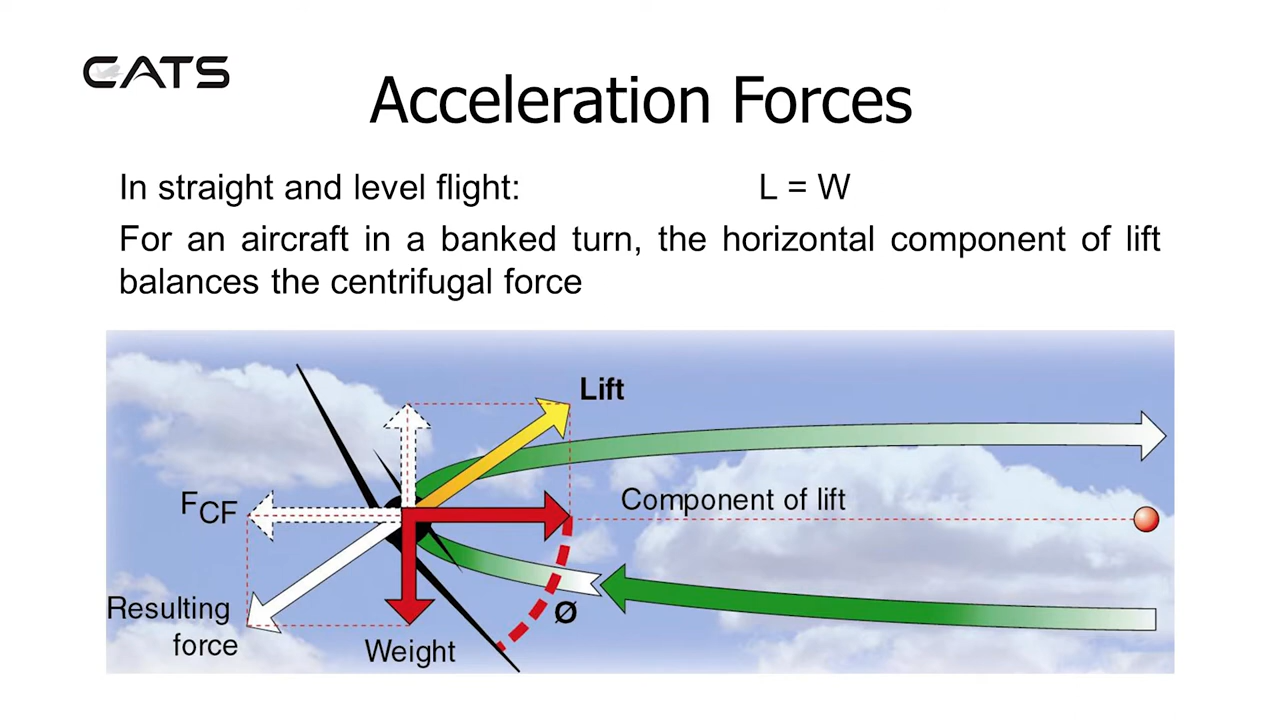 CATS
Acceleration Forces
In straight and level flight: L = W
For an aircraft in a banked turn, the horizontal component of lift
balances the centrifugal force
Lift
FCF
Component of lift
Resulting
force
Ø
Weight